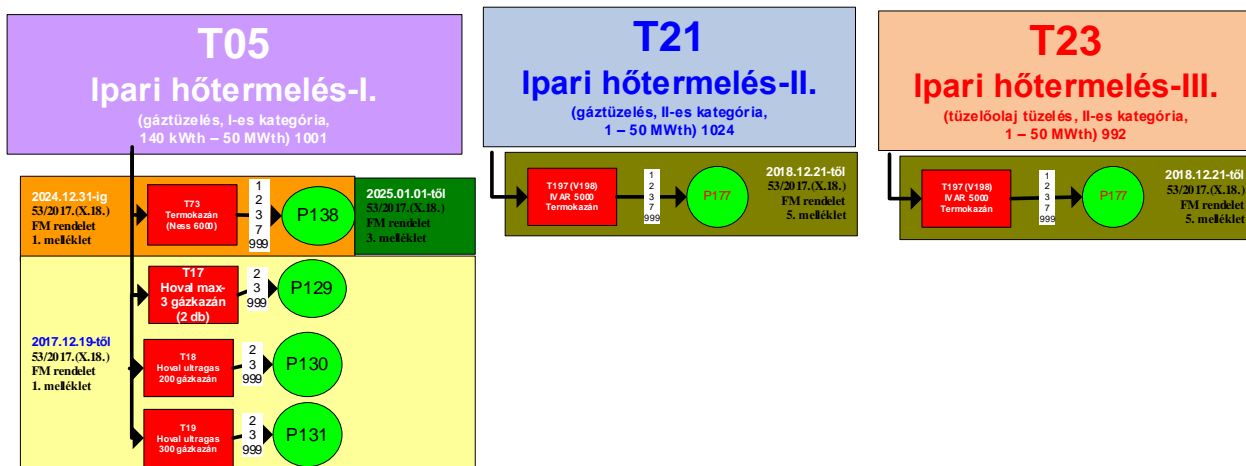 T05
Ipari hőtermelés-I.
(gáztüzelés, I-es kategória,
140 kWth – 50 MWth) 1001
2024.12.31-ig
53/2017.(X.18.)
FM rendelet
1. melléklet
T73
Termokazán
(Ness 6000)
1
2
3
7
999
P138
2025.01.01-től
53/2017.(X.18.)
FM rendelet
3. melléklet
2017.12.19-től
53/2017.(X.18.)
FM rendelet
1. melléklet
T17
Hoval max-
3 gázkazán
(2 db)
2
3
999
P129
T18
Hoval ultragas
200 gázkazán
2
3
999
P130
T19
Hoval ultragas
300 gázkazán
2
3
999
P131
T21
Ipari hőtermelés-II.
(gáztüzelés, II-es kategória,
1 – 50 MWth) 1024
T197 (V198)
IVAR 5000
Termokazán
1
2
3
7
999
P177
2018.12.21-től
53/2017.(X.18.)
FM rendelet
5. melléklet
T23
Ipari hőtermelés-III.
(tüzelőolaj tüzelés, II-es kategória,
1 – 50 MWth) 992
T197 (V198)
IVAR 5000
Termokazán
1
2
3
7
999
P177
2018.12.21-től
53/2017.(X.18.)
FM rendelet
5. melléklet